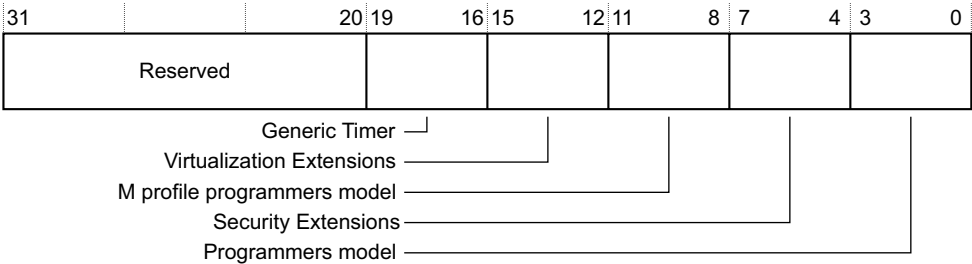 31 20 19 16 15 12 11 8 7 4 3 0
Reserved
Generic Timer
Virtualization Extensions
M profile programmers model
Security Extensions
Programmers model